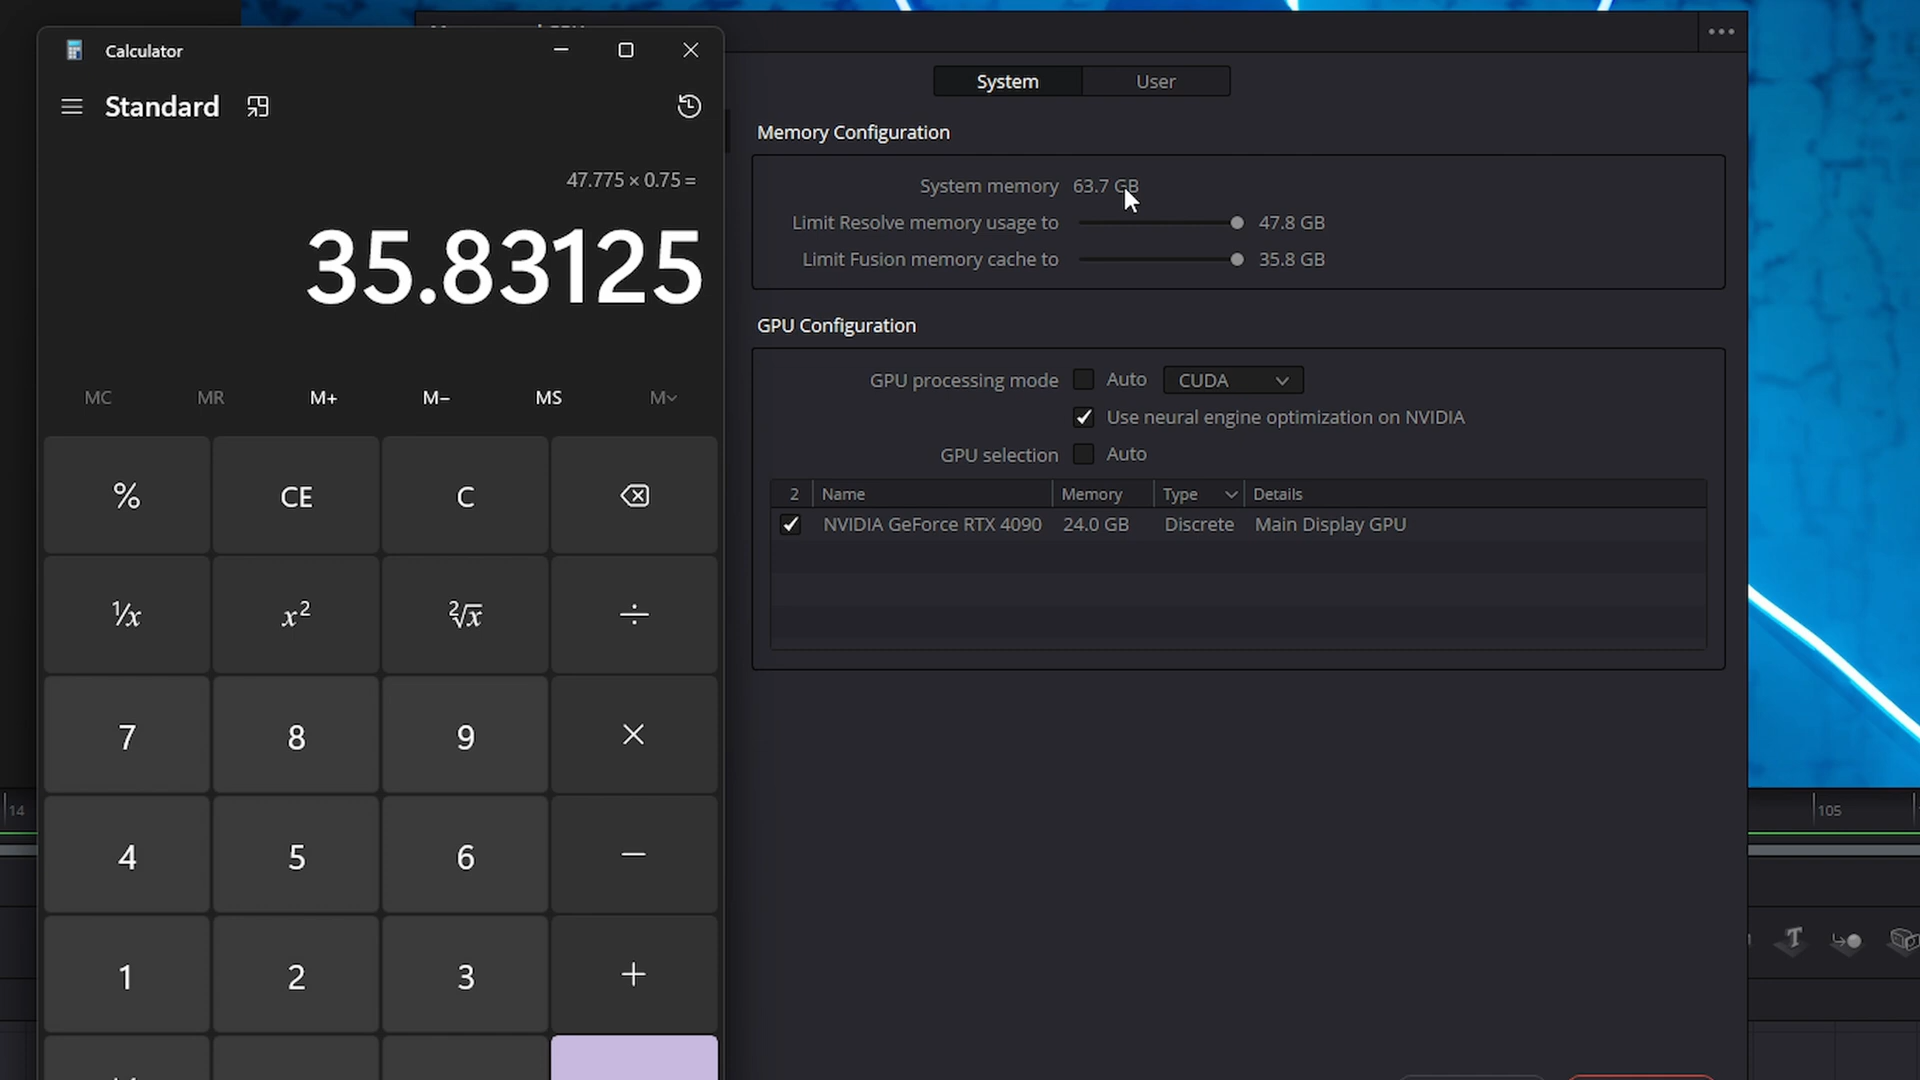 Calculator
Standard
47.775 × 0.75 =
35.83125
MC MR M+ M− MS M
% CE C
⅟x x² ²√x ÷
7 8 9 ×
4 5 6 −
1 2 3 +
System User
Memory Configuration
System memory 63.7 GB
Limit Resolve memory usage to 47.8 GB
Limit Fusion memory cache to 35.8 GB
GPU Configuration
GPU processing mode Auto CUDA
Use neural engine optimization on NVIDIA
GPU selection Auto
2 Name Memory Type Details
NVIDIA GeForce RTX 4090 24.0 GB Discrete Main Display GPU
14
105
T